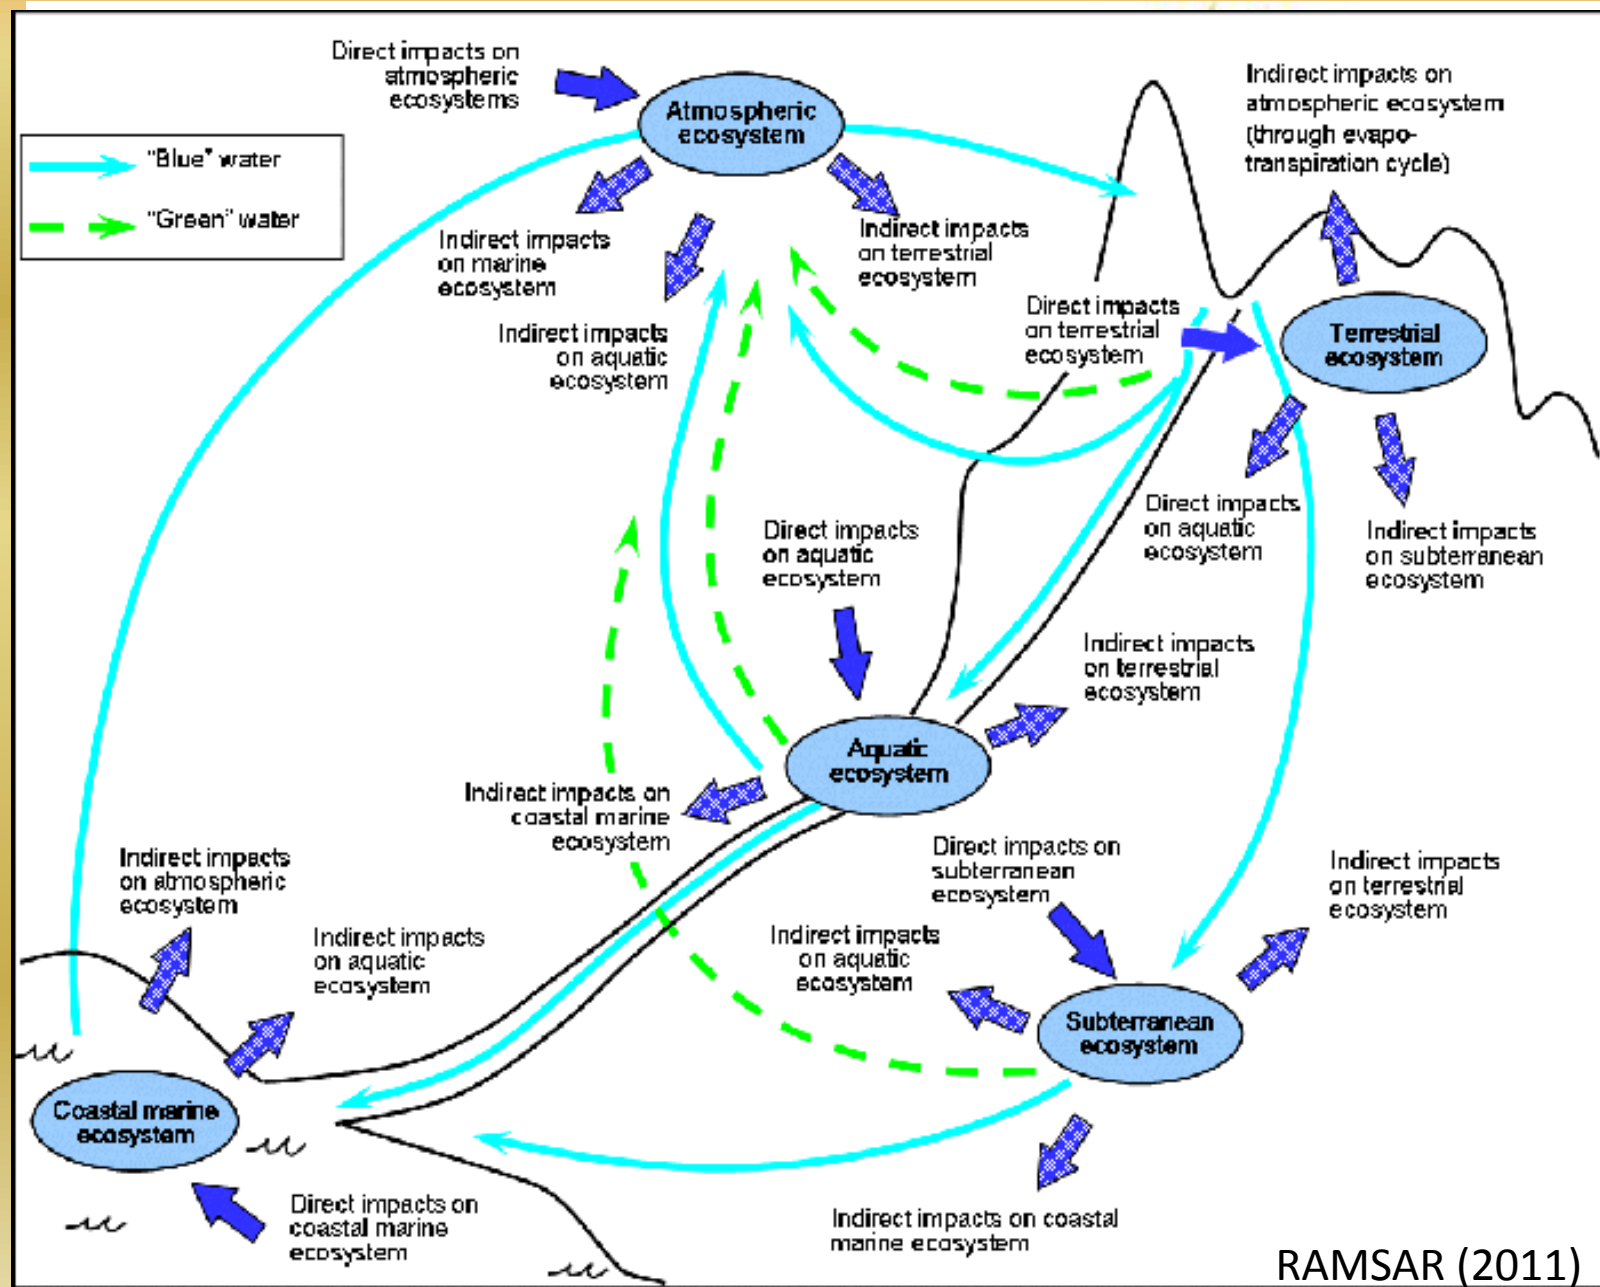 Direct impacts on
atmospheric
ecosystems
Atmospheric
ecosystem
Indirect impacts on
atmospheric ecosystem
(through evapo-
transpiration cycle)
"Blue" water
"Green" water
Indirect impacts
on marine
ecosystem
Indirect impacts
on terrestrial
ecosystem
Indirect impacts
on aquatic
ecosystem
Direct impacts
on terrestrial
ecosystem
Terrestrial
ecosystem
Direct impacts
on aquatic
ecosystem
Indirect impacts
on subterranean
ecosystem
Direct impacts
on aquatic
ecosystem
Indirect impacts
on terrestrial
ecosystem
Aquatic
ecosystem
Indirect impacts on
coastal marine
ecosystem
Direct impacts on
subterranean
ecosystem
Indirect impacts
on terrestrial
ecosystem
Indirect impacts
on atmospheric
ecosystem
Indirect impacts
on aquatic
ecosystem
Indirect impacts
on aquatic
ecosystem
Subterranean
ecosystem
Coastal marine
ecosystem
Direct impacts on
coastal marine
ecosystem
Indirect impacts on coastal
marine ecosystem
RAMSAR (2011)